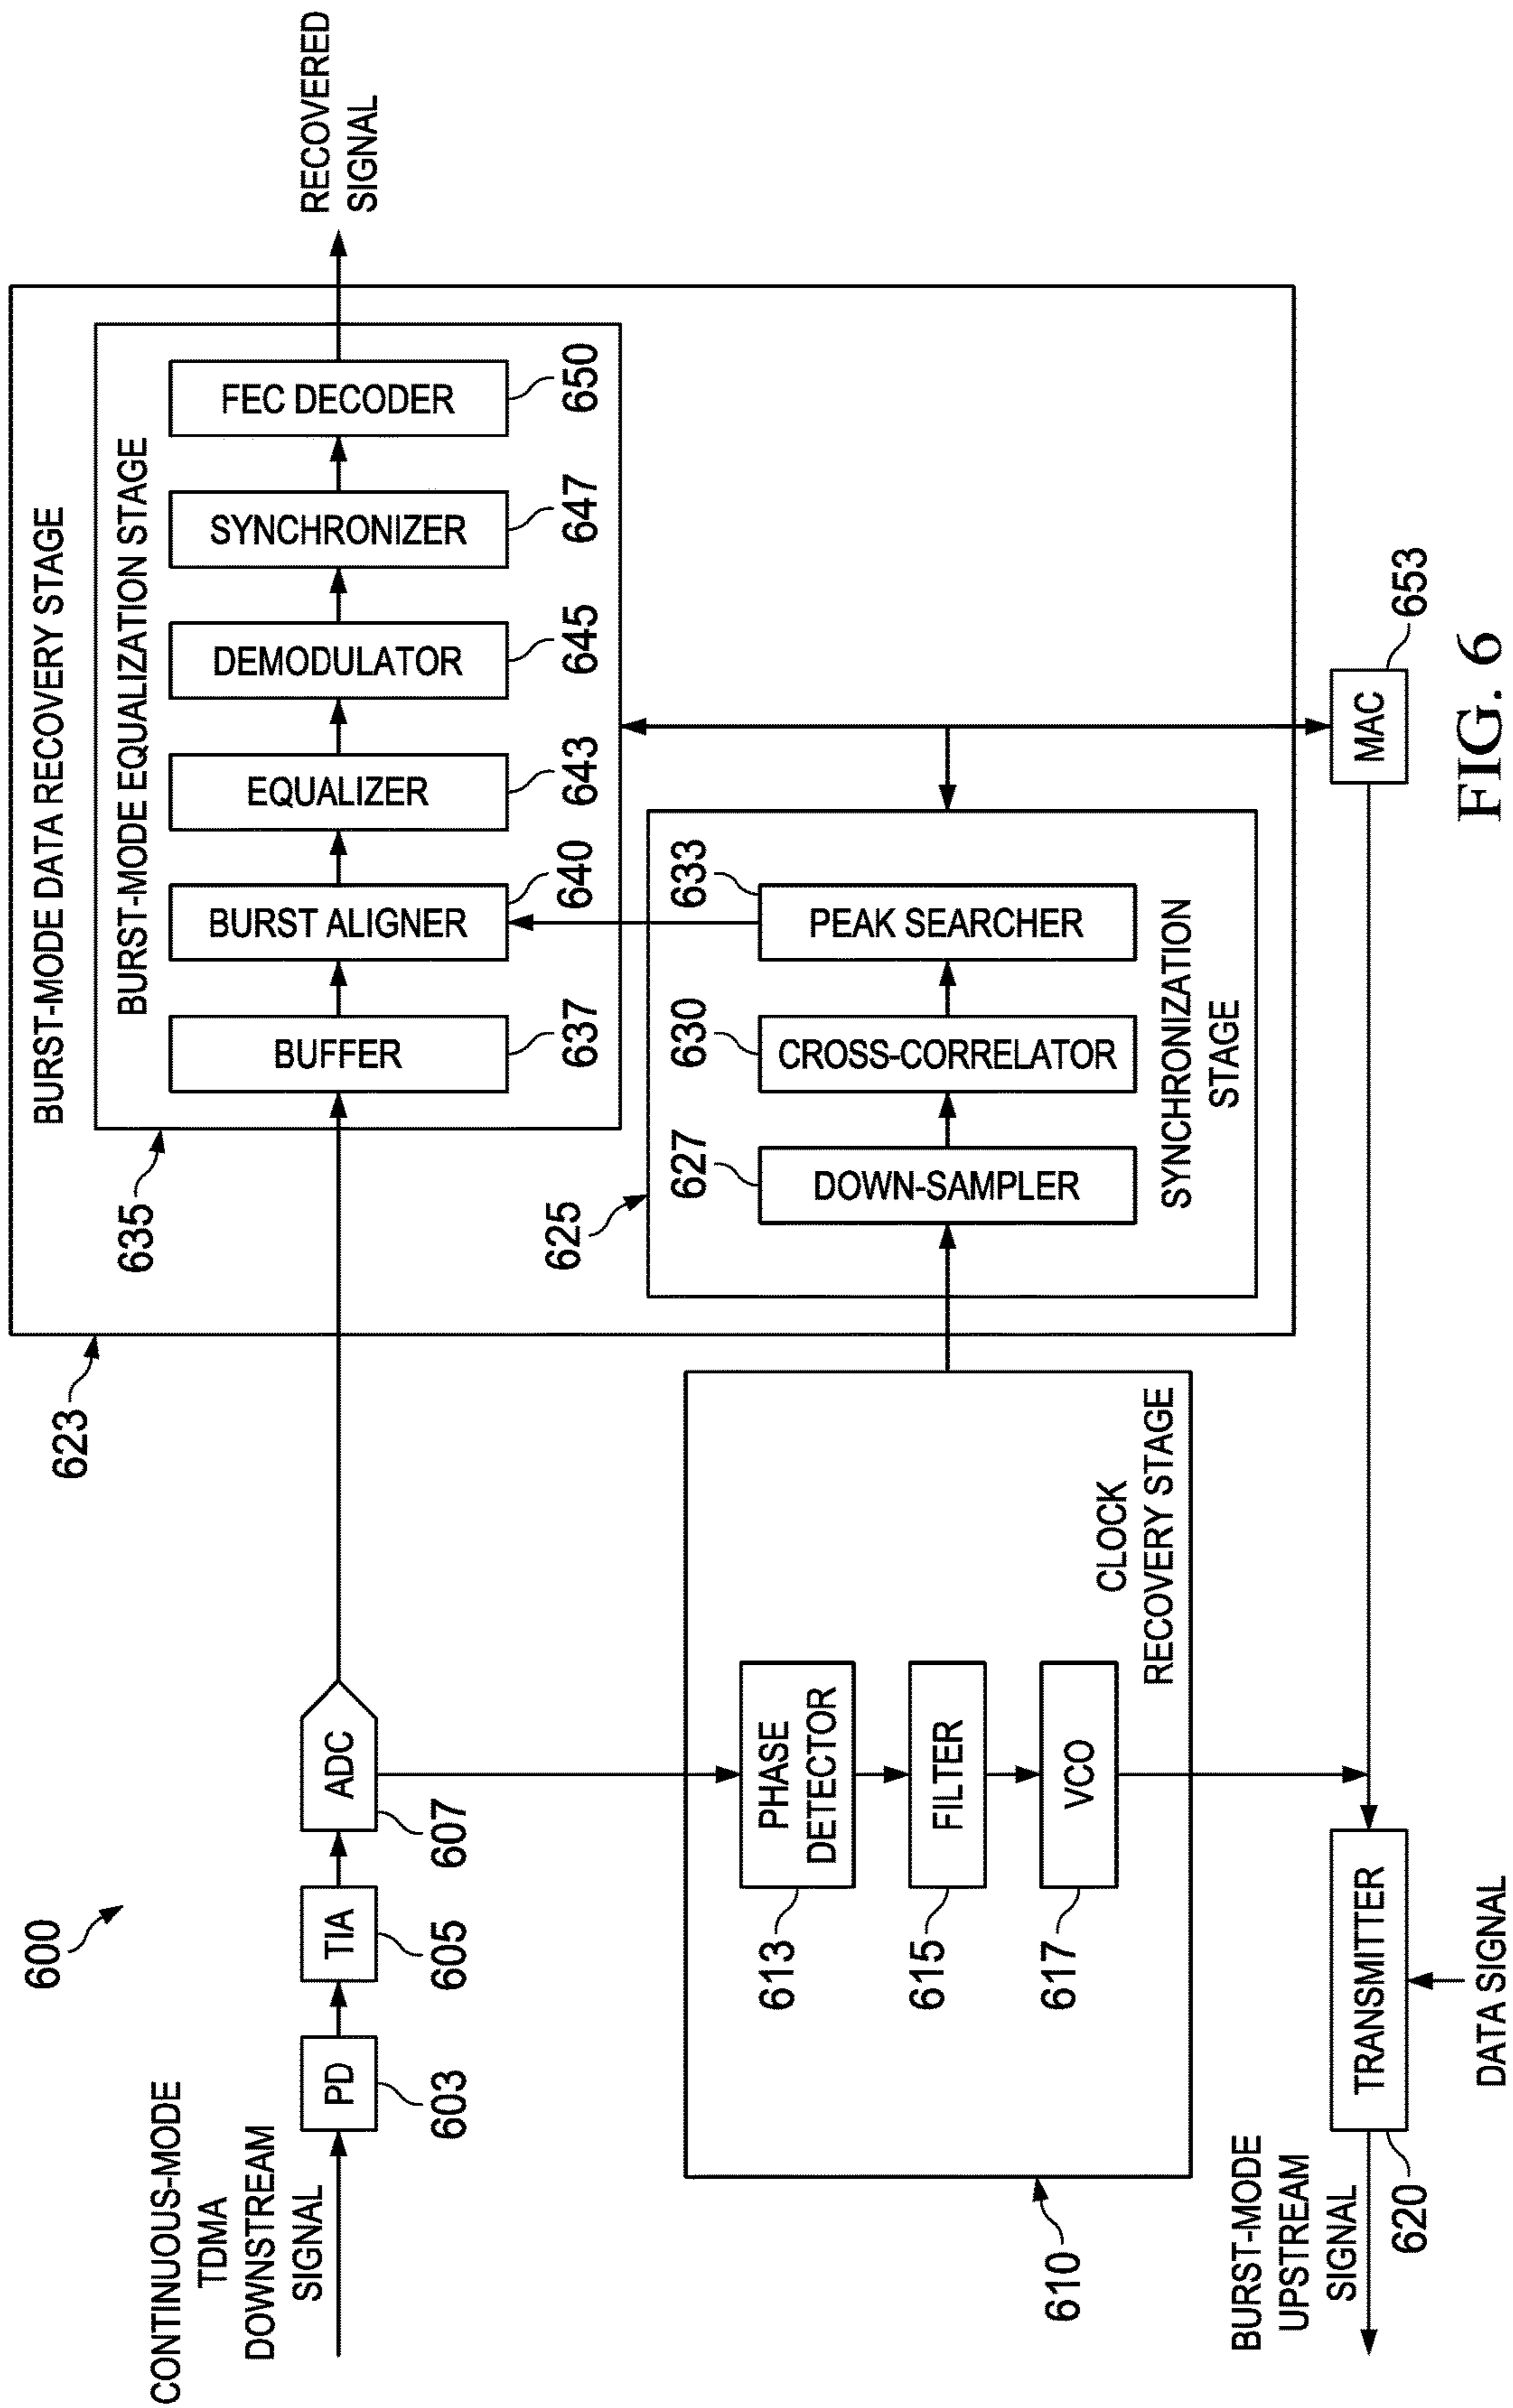 600
CONTINUOUS-MODE
TDMA
DOWNSTREAM
SIGNAL
PD
603
TIA
605
ADC
607
623
BURST-MODE DATA RECOVERY STAGE
635
BURST-MODE EQUALIZATION STAGE
BUFFER
637
BURST ALIGNER
640
EQUALIZER
643
DEMODULATOR
645
SYNCHRONIZER
647
FEC DECODER
650
RECOVERED
SIGNAL
625
DOWN-SAMPLER
627
CROSS-CORRELATOR
630
PEAK SEARCHER
633
SYNCHRONIZATION
STAGE
610
PHASE
DETECTOR
613
FILTER
615
VCO
617
CLOCK
RECOVERY STAGE
BURST-MODE
UPSTREAM
SIGNAL
TRANSMITTER
620
DATA SIGNAL
MAC
653
FIG. 6